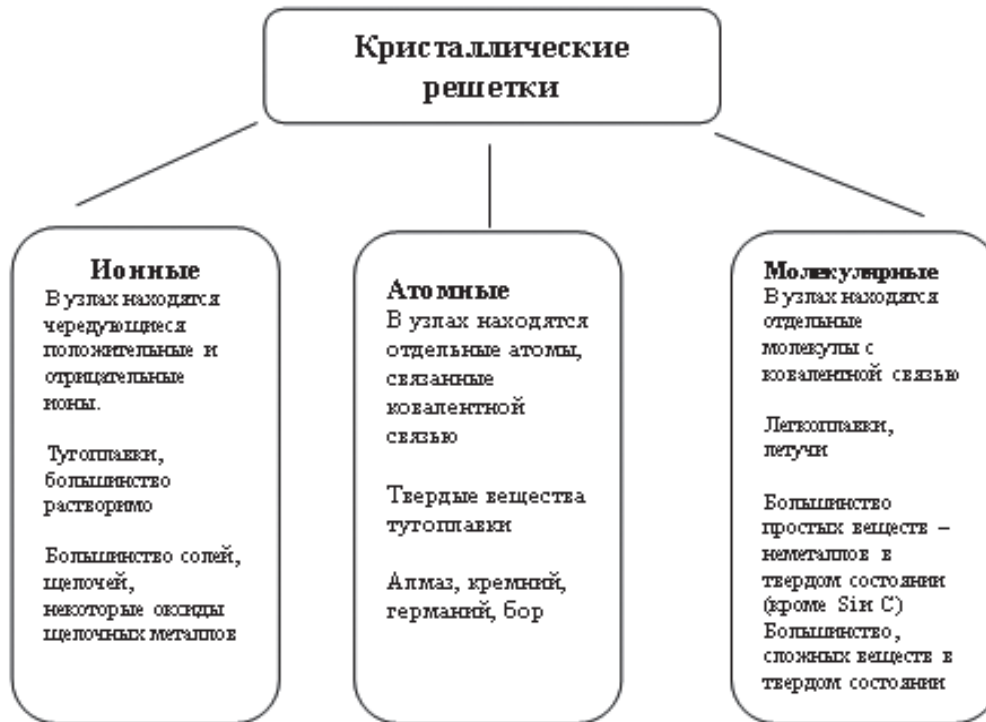 Кристаллические
решетки
Ионные
В узлах находятся
чередующиеся
положительные и
отрицательные
ионы.
Тугоплавки,
большинство
растворимо
Большинство солей,
щелочей,
некоторые оксиды
щелочных металлов
Атомные
В узлах находятся
отдельные атомы,
связанные
ковалентной
связью
Твердые вещества
тугоплавки
Алмаз, кремний,
германий, бор
Молекулярные
В узлах находятся
отдельные
молекулы с
ковалентной связью
Легкоплавки,
летучи
Большинство
простых веществ –
неметаллов в
твердом состоянии
(кроме Si и C)
Большинство,
сложных веществ в
твердом состоянии